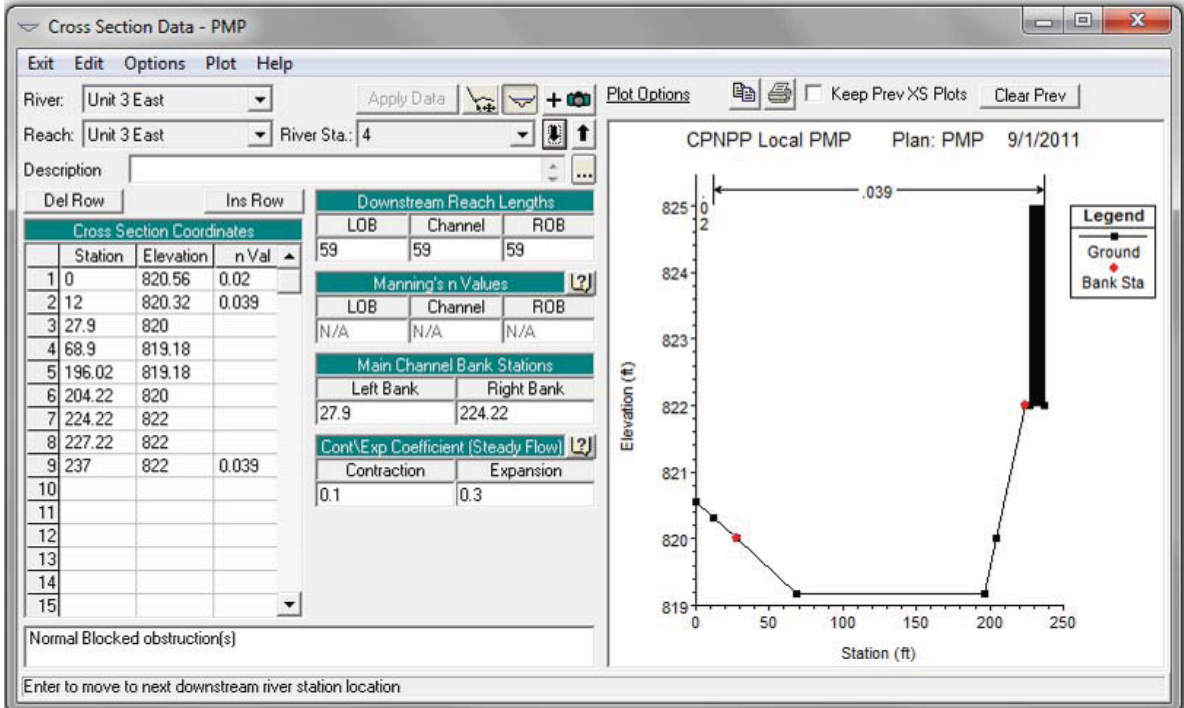 Cross Section Data - PMP
Exit Edit Options Plot Help
River: Unit 3 East Apply Data + Plot Options Keep Prev XS Plots Clear Prev
Reach: Unit 3 East River Sta.: 4
Description ...
Del Row Ins Row
Cross Section Coordinates
Station Elevation n Val
1 0 820.56 0.02
2 12 820.32 0.039
3 27.9 820
4 68.9 819.18
5 196.02 819.18
6 204.22 820
7 224.22 822
8 227.22 822
9 237 822 0.039
10
11
12
13
14
15
Downstream Reach Lengths
LOB Channel ROB
59 59 59
Manning's n Values
LOB Channel ROB
N/A N/A N/A
Main Channel Bank Stations
Left Bank Right Bank
27.9 224.22
Cont\Exp Coefficient (Steady Flow)
Contraction Expansion
0.1 0.3
Normal Blocked obstruction(s)
Enter to move to next downstream river station location
CPNPP Local PMP Plan: PMP 9/1/2011
.02
.039
825
824
823
822
821
820
819
Elevation (ft)
0 50 100 150 200 250
Station (ft)
Legend
Ground
Bank Sta